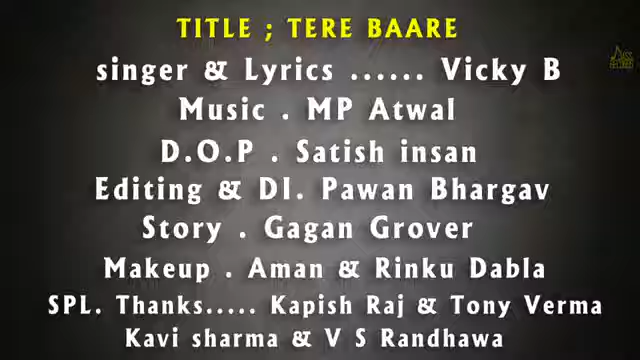 TITLE ; TERE BAARE
singer & Lyrics ...... Vicky B
Music . MP Atwal
D.O.P . Satish insan
Editing & DI. Pawan Bhargav
Story . Gagan Grover
Makeup . Aman & Rinku Dabla
SPL. Thanks..... Kapish Raj & Tony Verma
Kavi sharma & V S Randhawa